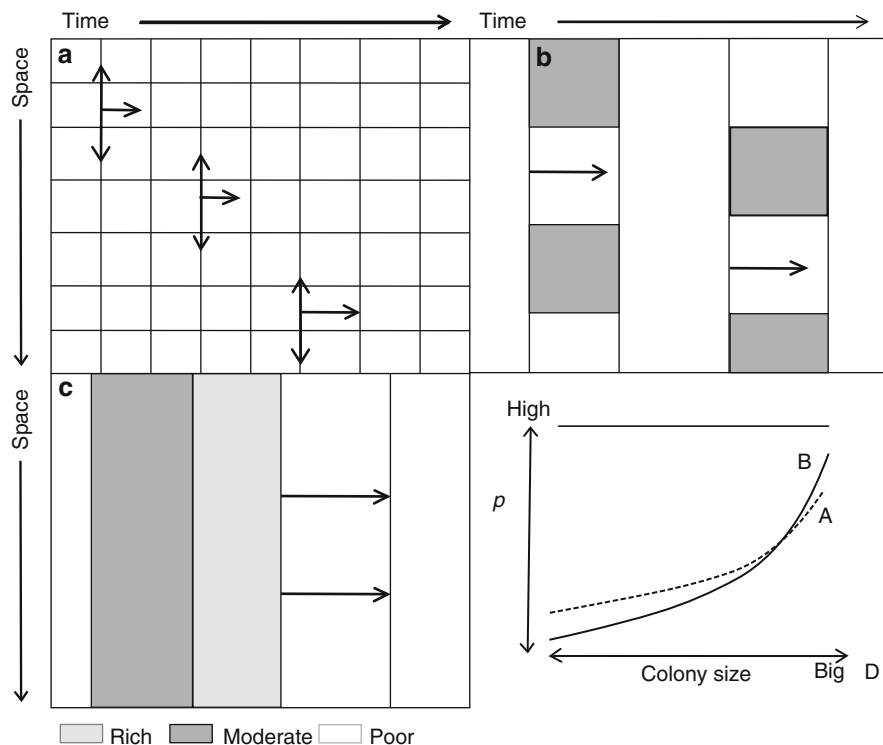 Time
Time
a
b
Space
c
Space
High
B
p
A
Colony size
Big
D
Rich
Moderate
Poor